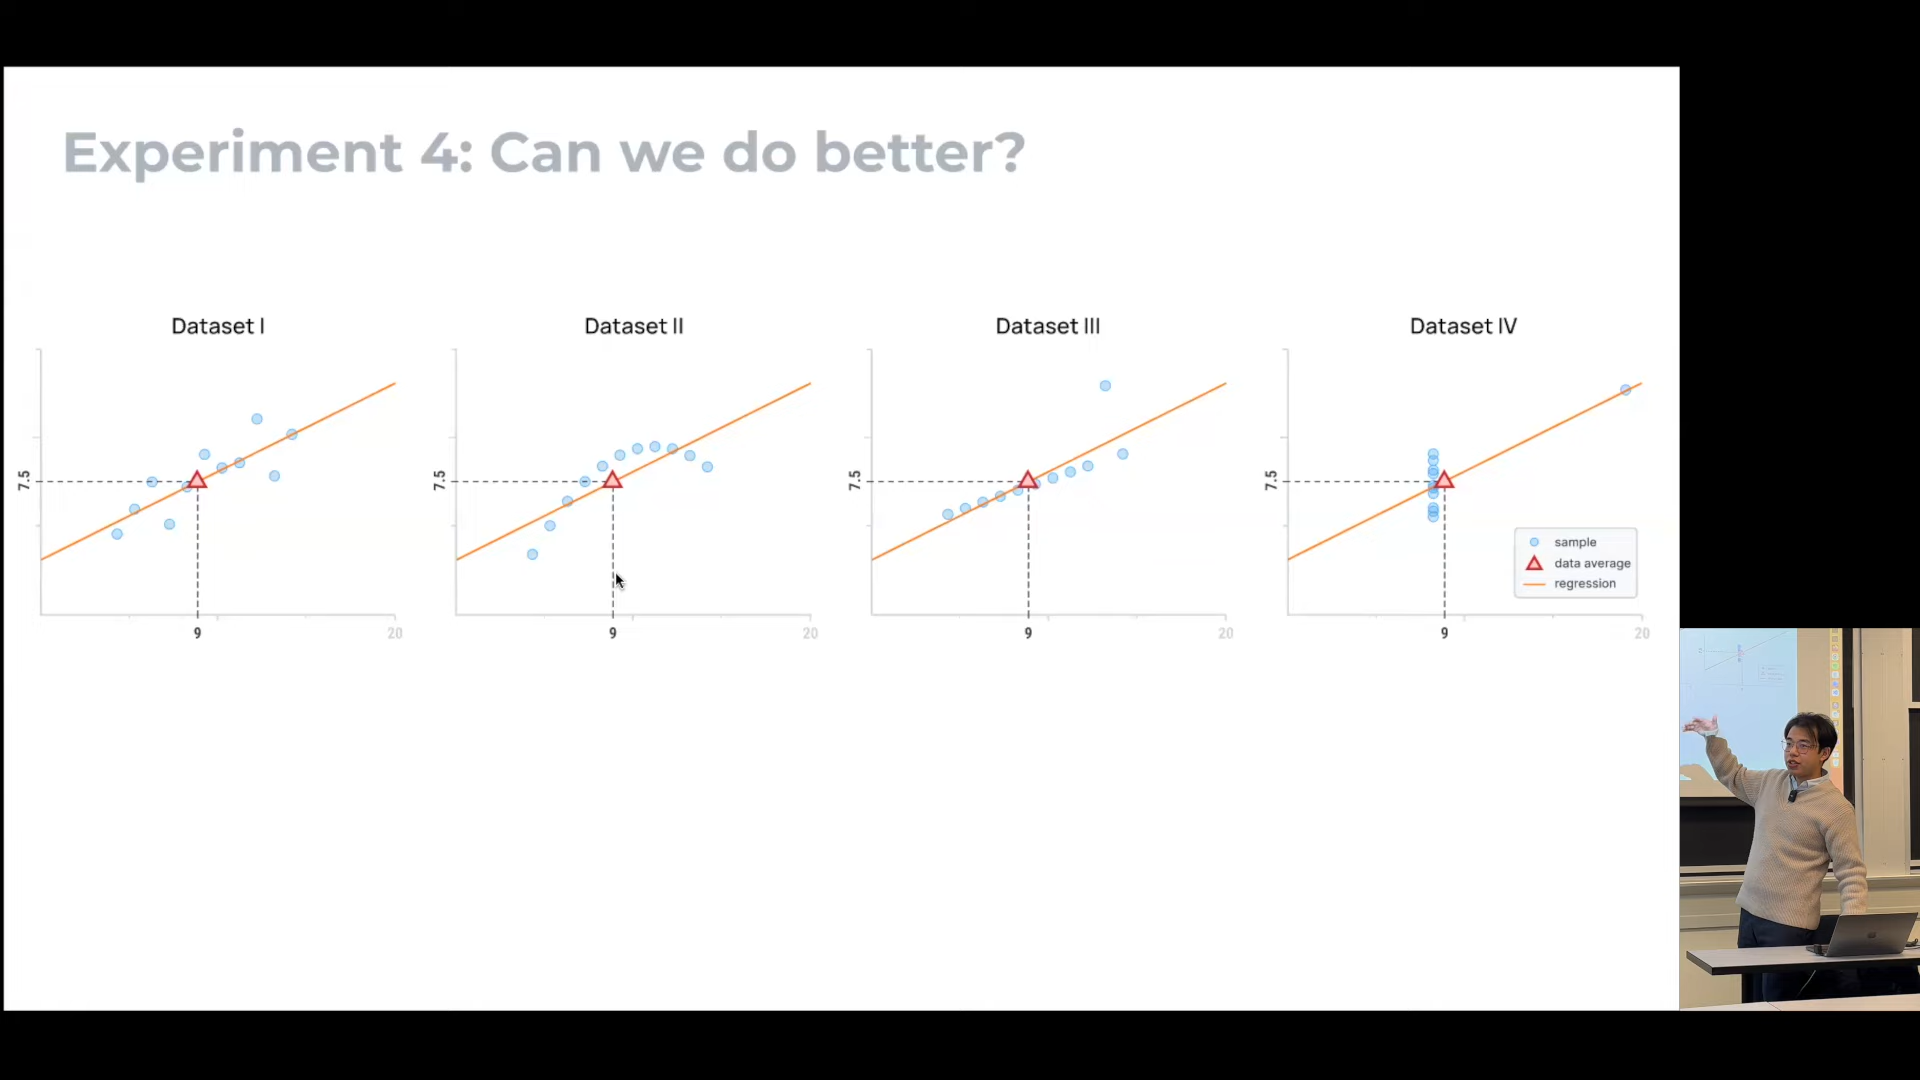 Experiment 4: Can we do better?
Dataset I
Dataset II
Dataset III
Dataset IV
7.5
9
20
7.5
9
20
7.5
9
20
7.5
9
20
sample
data average
regression